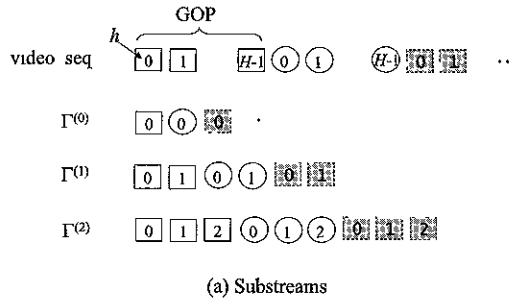 GOP
h
video seq 0 1 H-1 0 1 H-1 0 1 ..
Γ(0) 0 0 0 .
Γ(1) 0 1 0 1 0 1
Γ(2) 0 1 2 0 1 2 0 1 2
(a) Substreams